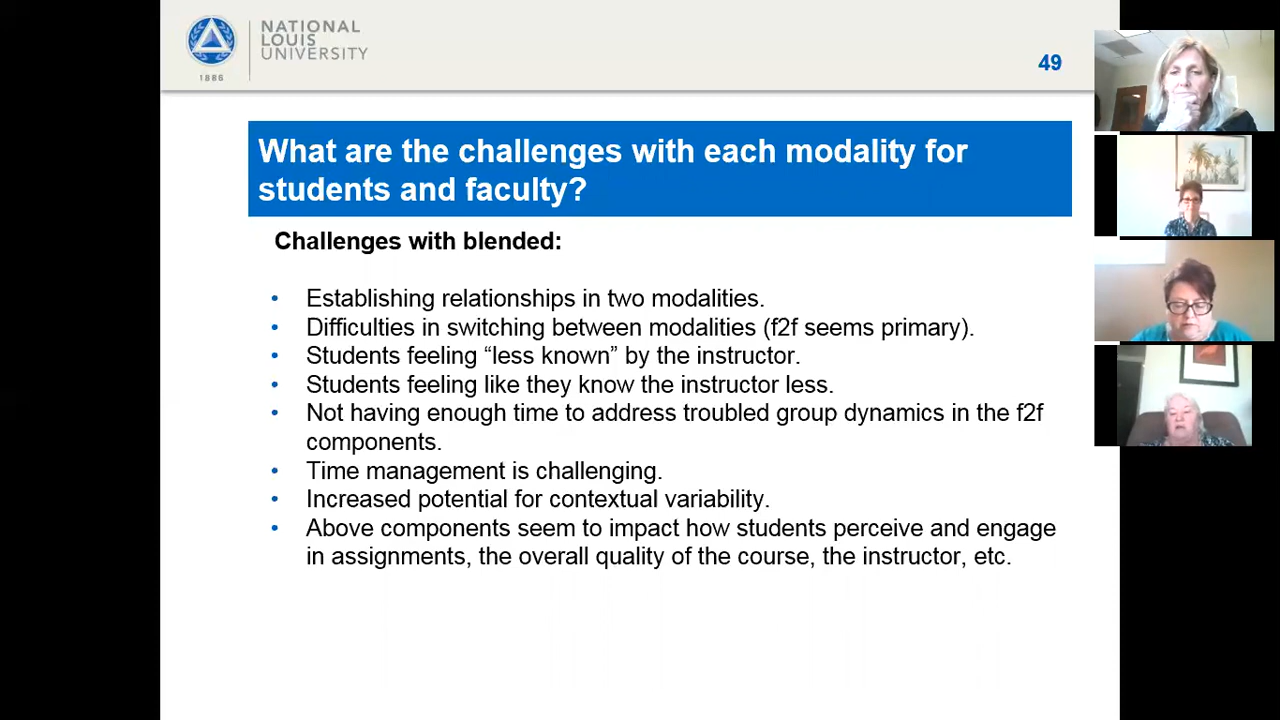 NATIONAL
LOUIS
UNIVERSITY
1886
49
What are the challenges with each modality for
students and faculty?
Challenges with blended:
• Establishing relationships in two modalities.
• Difficulties in switching between modalities (f2f seems primary).
• Students feeling “less known” by the instructor.
• Students feeling like they know the instructor less.
• Not having enough time to address troubled group dynamics in the f2f
components.
• Time management is challenging.
• Increased potential for contextual variability.
• Above components seem to impact how students perceive and engage
in assignments, the overall quality of the course, the instructor, etc.